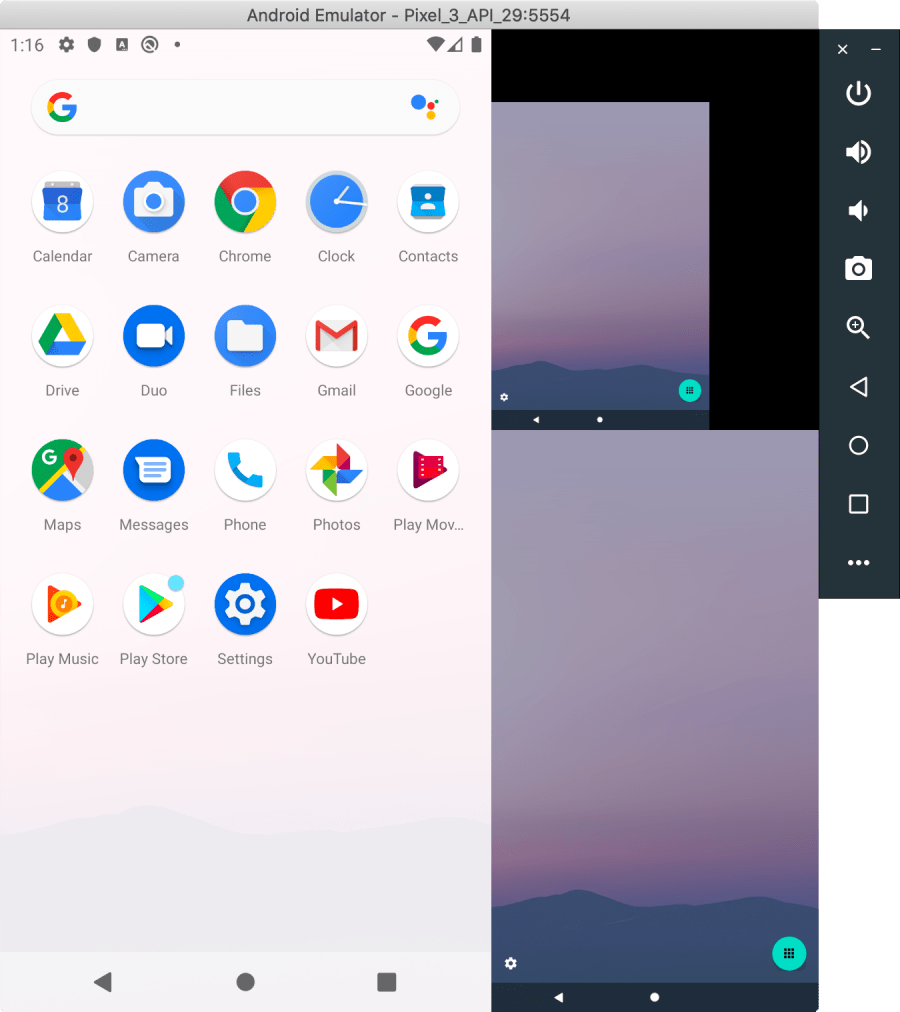 Android Emulator - Pixel_3_API_29:5554
1:16 A
G
8
Calendar Camera Chrome Clock Contacts
G
Drive Duo Files Gmail Google
G
Maps Messages Phone Photos Play Mov...
Play Music Play Store Settings YouTube